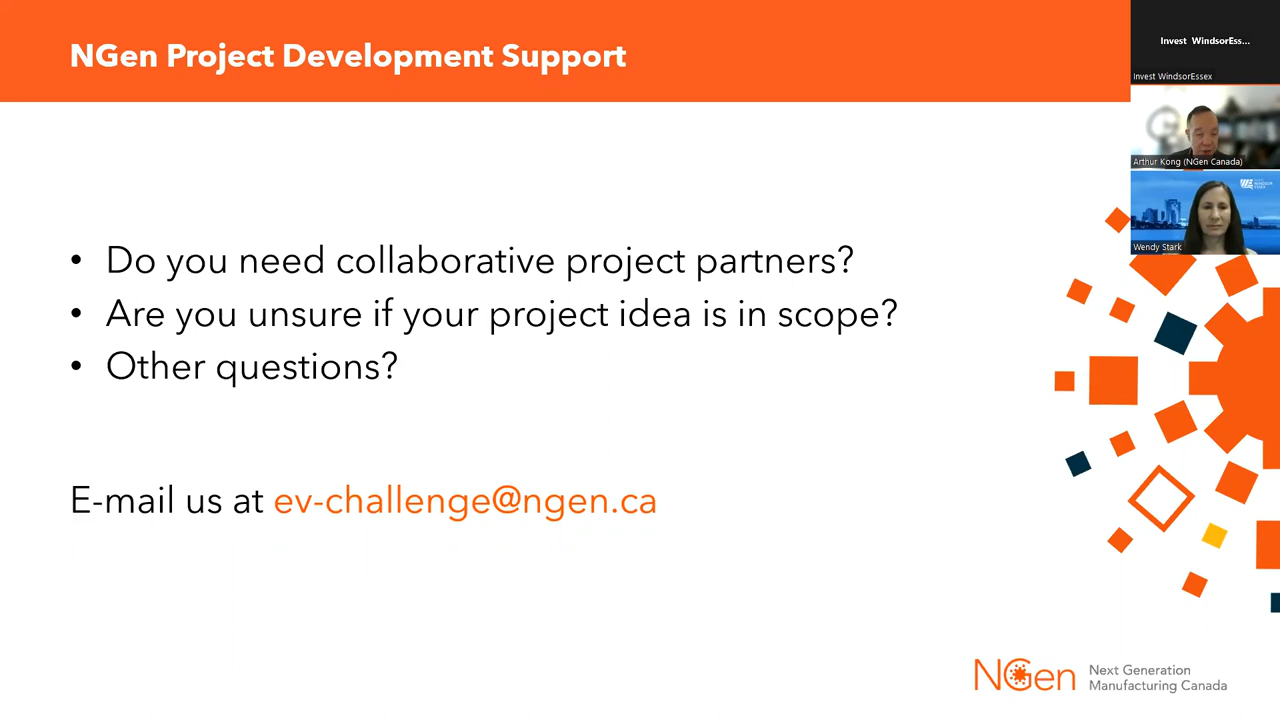 NGen Project Development Support
Invest WindsorEss...
Invest WindsorEssex
Arthur Kong (NGen Canada)
Wendy Stark
• Do you need collaborative project partners?
• Are you unsure if your project idea is in scope?
• Other questions?
E-mail us at ev-challenge@ngen.ca
NGen
Next Generation
Manufacturing Canada